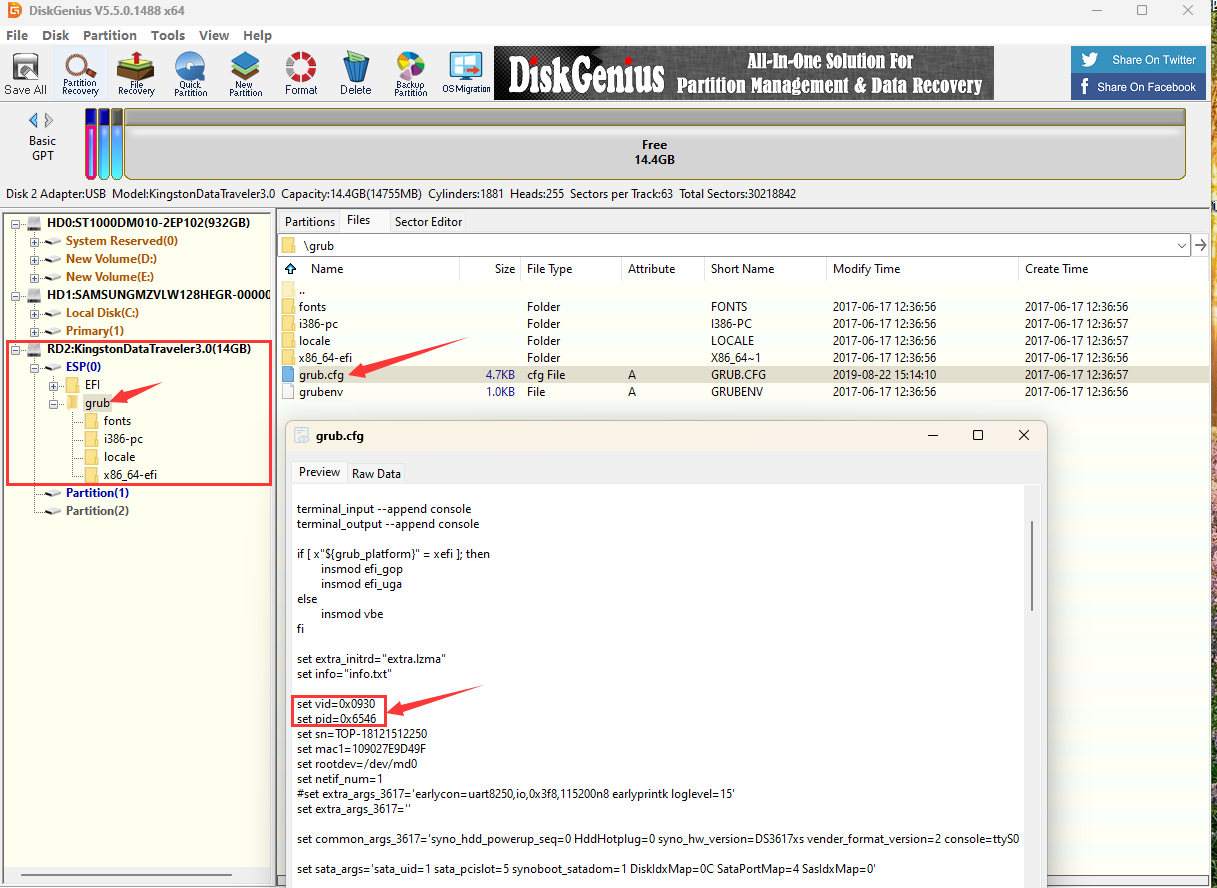 DiskGenius V5.5.0.1488 x64
File Disk Partition Tools View Help
Save All
Partition Recovery
File Recovery
Quick Partition
New Partition
Format
Delete
Backup Partition
OS Migration
DiskGenius
All-In-One Solution For
Partition Management & Data Recovery
Share On Twitter
Share On Facebook
Basic
GPT
Free
14.4GB
Disk 2 Adapter:USB Model:KingstonDataTraveler3.0 Capacity:14.4GB(14755MB) Cylinders:1881 Heads:255 Sectors per Track:63 Total Sectors:30218842
HD0:ST1000DM010-2EP102(932GB)
System Reserved(0)
New Volume(D:)
New Volume(E:)
HD1:SAMSUNGMZVLW128HEGR-00000
Local Disk(C:)
Primary(1)
RD2:KingstonDataTraveler3.0(14GB)
ESP(0)
EFI
grub
fonts
i386-pc
locale
x86_64-efi
Partition(1)
Partition(2)
Partitions Files Sector Editor
\grub
Name Size File Type Attribute Short Name Modify Time Create Time
..
fonts Folder FONTS 2017-06-17 12:36:56 2017-06-17 12:36:56
i386-pc Folder I386-PC 2017-06-17 12:36:56 2017-06-17 12:36:56
locale Folder LOCALE 2017-06-17 12:36:56 2017-06-17 12:36:56
x86_64-efi Folder X86_64~1 2017-06-17 12:36:56 2017-06-17 12:36:56
grub.cfg 4.7KB cfg File A GRUB.CFG 2019-08-22 15:14:10 2017-06-17 12:36:57
grubenv 1.0KB File A GRUBENV 2017-06-17 12:36:56 2017-06-17 12:36:56
grub.cfg
Preview Raw Data
terminal_input --append console
terminal_output --append console
if [ x"${grub_platform}" = xefi ]; then
insmod efi_gop
insmod efi_uga
else
insmod vbe
fi
set extra_initrd="extra.lzma"
set info="info.txt"
set vid=0x0930
set pid=0x6546
set sn=TOP-18121512250
set mac1=109027E9D49F
set rootdev=/dev/md0
set netif_num=1
#set extra_args_3617='earlycon=uart8250,io,0x3f8,115200n8 earlyprintk loglevel=15'
set extra_args_3617=''
set common_args_3617='syno_hdd_powerup_seq=0 HddHotplug=0 syno_hw_version=DS3617xs vender_format_version=2 console=ttyS0
set sata_args='sata_uid=1 sata_pcislot=5 synoboot_satadom=1 DiskIdxMap=0C SataPortMap=4 SasIdxMap=0'